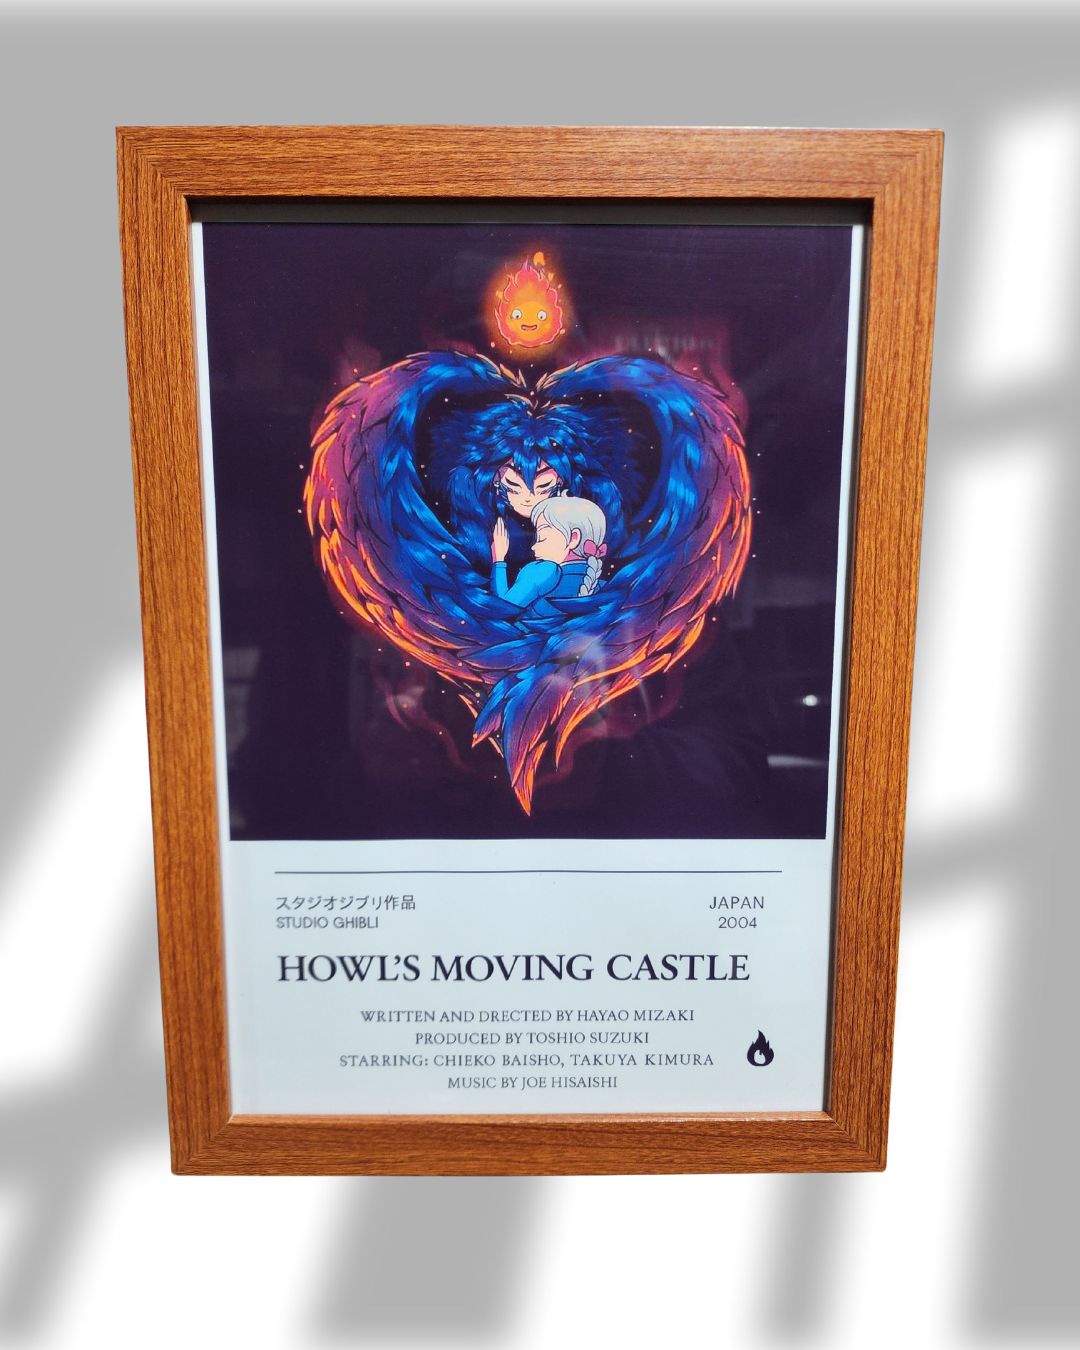 スタジオジブリ作品
STUDIO GHIBLI
JAPAN
2004
HOWL'S MOVING CASTLE
WRITTEN AND DRECTED BY HAYAO MIZAKI
PRODUCED BY TOSHIO SUZUKI
STARRING: CHIEKO BAISHO, TAKUYA KIMURA
MUSIC BY JOE HISAISHI